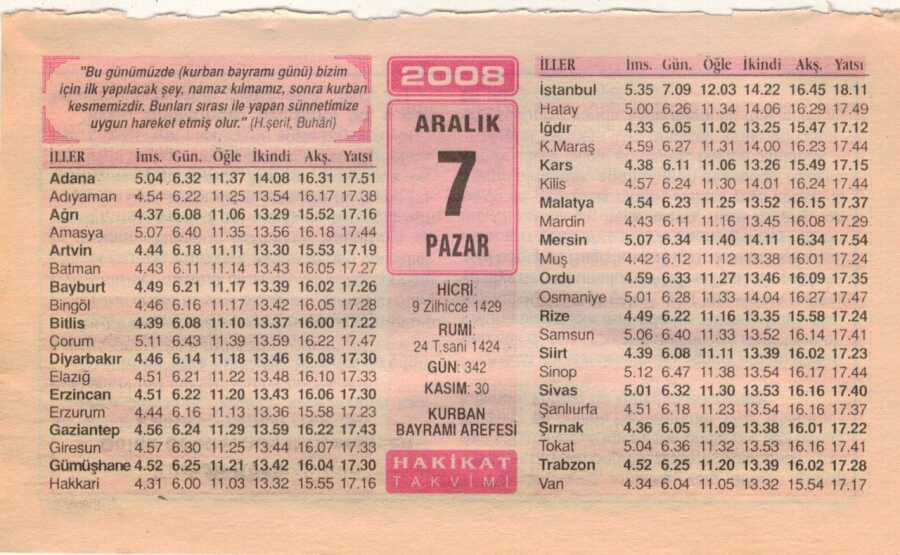 "Bu günümüzde (kurban bayramı günü) bizim
için ilk yapılacak şey, namaz kılmamız, sonra kurban
kesmemizdir. Bunları sırası ile yapan sünnetimize
uygun hareket etmiş olur." (H.şerif, Buhâri)
İLLER İms. Gün. Öğle İkindi Akş. Yatsı
Adana 5.04 6.32 11.37 14.08 16.31 17.51
Adıyaman 4.54 6.22 11.25 13.54 16.17 17.38
Ağrı 4.37 6.08 11.06 13.29 15.52 17.16
Amasya 5.07 6.40 11.35 13.56 16.18 17.44
Artvin 4.44 6.18 11.11 13.30 15.53 17.19
Batman 4.43 6.11 11.14 13.43 16.05 17.27
Bayburt 4.49 6.21 11.17 13.39 16.02 17.26
Bingöl 4.46 6.16 11.17 13.42 16.05 17.28
Bitlis 4.39 6.08 11.10 13.37 16.00 17.22
Çorum 5.11 6.43 11.39 13.59 16.22 17.47
Diyarbakır 4.46 6.14 11.18 13.46 16.08 17.30
Elazığ 4.51 6.21 11.22 13.48 16.10 17.33
Erzincan 4.51 6.22 11.20 13.43 16.06 17.30
Erzurum 4.44 6.16 11.13 13.36 15.58 17.23
Gaziantep 4.56 6.24 11.29 13.59 16.22 17.43
Giresun 4.57 6.30 11.25 13.44 16.07 17.33
Gümüşhane 4.52 6.25 11.21 13.42 16.04 17.30
Hakkari 4.31 6.00 11.03 13.32 15.55 17.16
2008
ARALIK
7
PAZAR
HİCRİ:
9 Zilhicce 1429
RUMİ:
24 T.sani 1424
GÜN: 342
KASIM: 30
KURBAN
BAYRAMI AREFESİ
HAKİKAT
TAKVİMİ
İLLER İms. Gün. Öğle İkindi Akş. Yatsı
İstanbul 5.35 7.09 12.03 14.22 16.45 18.11
Hatay 5.00 6.26 11.34 14.06 16.29 17.49
Iğdır 4.33 6.05 11.02 13.25 15.47 17.12
K.Maraş 4.59 6.27 11.31 14.00 16.23 17.44
Kars 4.38 6.11 11.06 13.26 15.49 17.15
Kilis 4.57 6.24 11.30 14.01 16.24 17.44
Malatya 4.54 6.23 11.25 13.52 16.15 17.37
Mardin 4.43 6.11 11.16 13.45 16.08 17.29
Mersin 5.07 6.34 11.40 14.11 16.34 17.54
Muş 4.42 6.12 11.12 13.38 16.01 17.24
Ordu 4.59 6.33 11.27 13.46 16.09 17.35
Osmaniye 5.01 6.28 11.33 14.04 16.27 17.47
Rize 4.49 6.22 11.16 13.35 15.58 17.24
Samsun 5.06 6.40 11.33 13.52 16.14 17.41
Siirt 4.39 6.08 11.11 13.39 16.02 17.23
Sinop 5.12 6.47 11.38 13.54 16.17 17.44
Sivas 5.01 6.32 11.30 13.53 16.16 17.40
Şanlıurfa 4.51 6.18 11.23 13.54 16.16 17.37
Şırnak 4.36 6.05 11.09 13.38 16.01 17.22
Tokat 5.04 6.36 11.32 13.53 16.16 17.41
Trabzon 4.52 6.25 11.20 13.39 16.02 17.28
Van 4.34 6.04 11.05 13.32 15.54 17.17